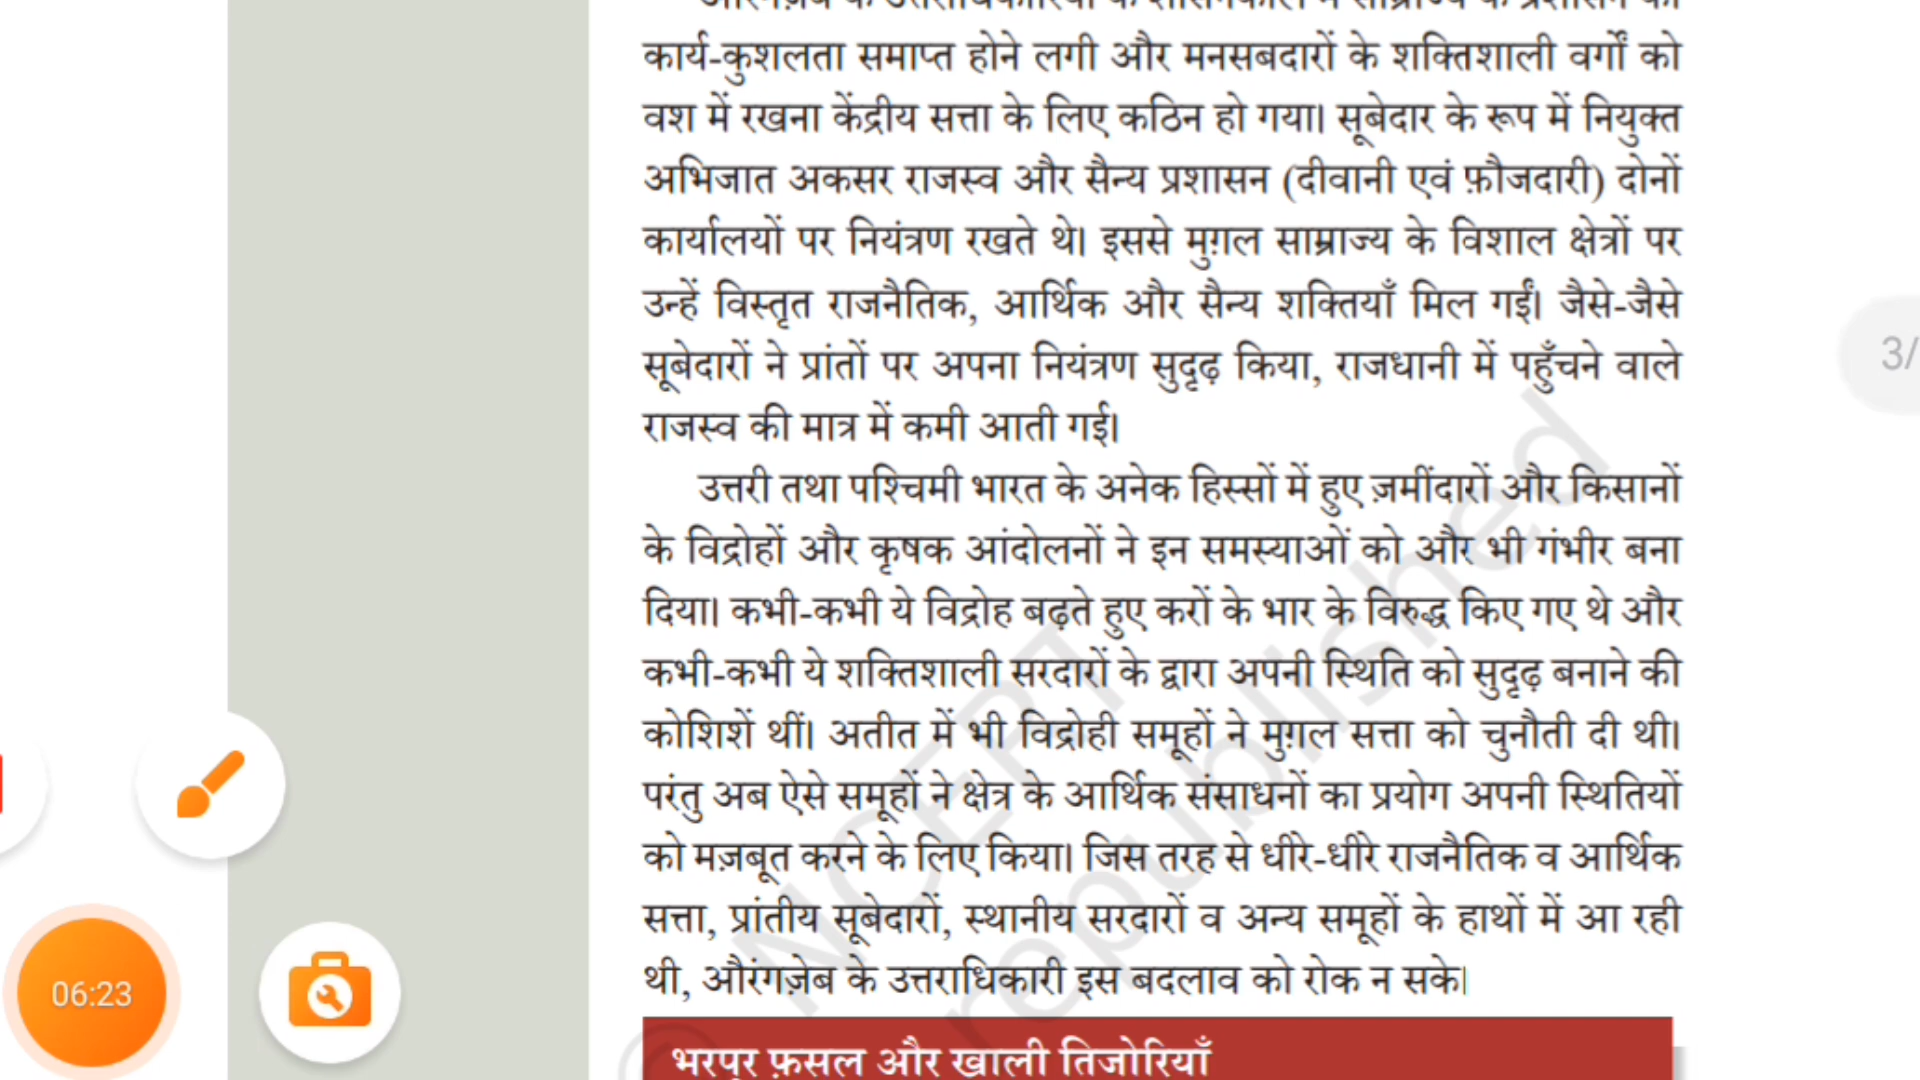 कार्य-कुशलता समाप्त होने लगी और मनसबदारों के शक्तिशाली वर्गों को
वश में रखना केंद्रीय सत्ता के लिए कठिन हो गया। सूबेदार के रूप में नियुक्त
अभिजात अकसर राजस्व और सैन्य प्रशासन (दीवानी एवं फ़ौजदारी) दोनों
कार्यालयों पर नियंत्रण रखते थे। इससे मुग़ल साम्राज्य के विशाल क्षेत्रों पर
उन्हें विस्तृत राजनैतिक, आर्थिक और सैन्य शक्तियाँ मिल गईं। जैसे-जैसे
सूबेदारों ने प्रांतों पर अपना नियंत्रण सुदृढ़ किया, राजधानी में पहुँचने वाले
राजस्व की मात्र में कमी आती गई।
उत्तरी तथा पश्चिमी भारत के अनेक हिस्सों में हुए ज़मींदारों और किसानों
के विद्रोहों और कृषक आंदोलनों ने इन समस्याओं को और भी गंभीर बना
दिया। कभी-कभी ये विद्रोह बढ़ते हुए करों के भार के विरुद्ध किए गए थे और
कभी-कभी ये शक्तिशाली सरदारों के द्वारा अपनी स्थिति को सुदृढ़ बनाने की
कोशिशें थीं। अतीत में भी विद्रोही समूहों ने मुग़ल सत्ता को चुनौती दी थी।
परंतु अब ऐसे समूहों ने क्षेत्र के आर्थिक संसाधनों का प्रयोग अपनी स्थितियों
को मज़बूत करने के लिए किया। जिस तरह से धीरे-धीरे राजनैतिक व आर्थिक
सत्ता, प्रांतीय सूबेदारों, स्थानीय सरदारों व अन्य समूहों के हाथों में आ रही
थी, औरंगज़ेब के उत्तराधिकारी इस बदलाव को रोक न सके।
भरपूर फ़सल और खाली तिजोरियाँ
3/
06:23
© NCERT
republished